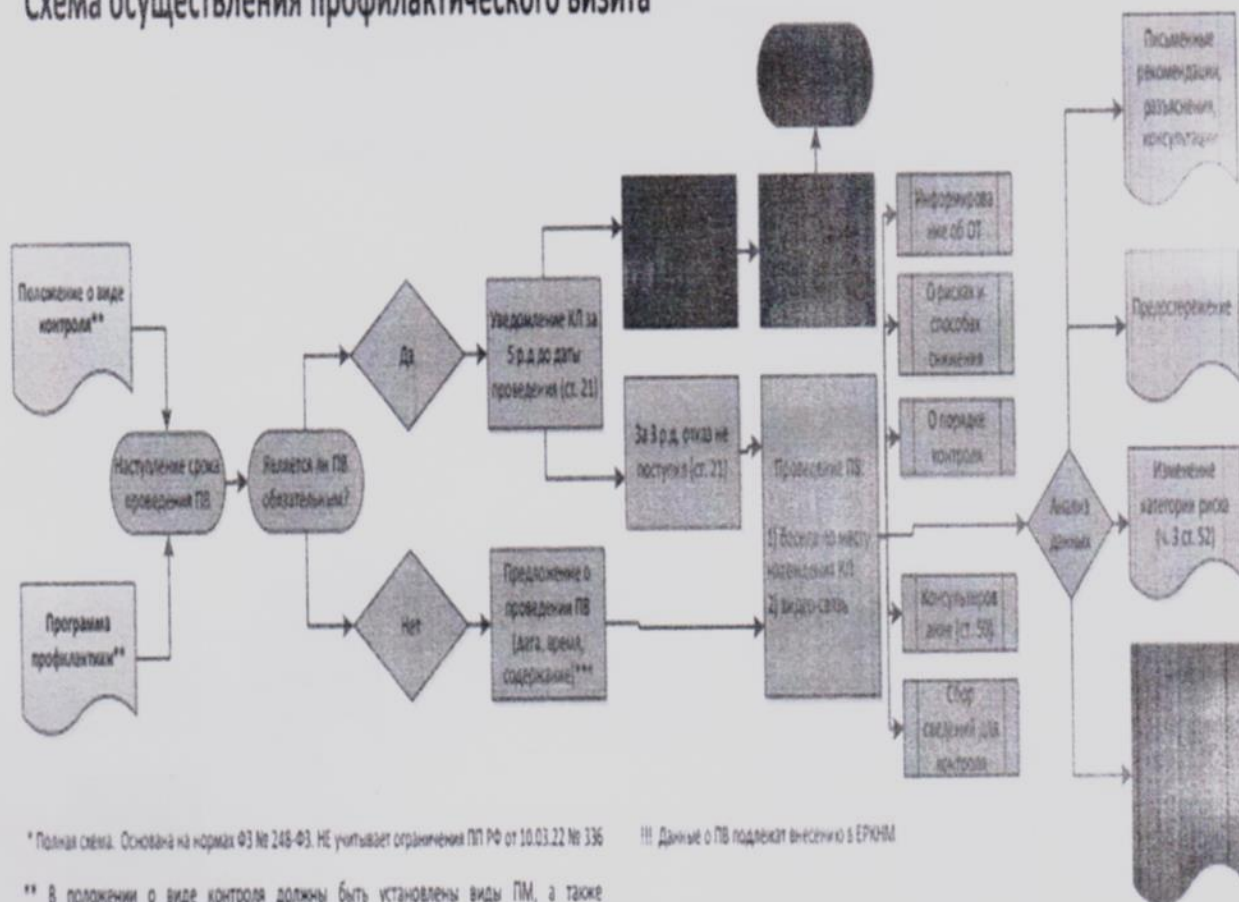 Схема осуществления профилактического визита
Положение о виде
контроля**
Наступление срока
проведения ПВ
Программа
профилактики**
Является ли ПВ
обязательным?
Да
Нет
Уведомление КЛ за
5 р.д до даты
проведения (ст. 21)
Предложение о
проведении ПВ
(дата, время,
содержание)***
За 3 р.д. отказ не
поступил (ст. 21)
Проведение ПВ:
1) беседа по месту
нахождения КЛ
2) видео-связь
Информирова
ние об ОТ
О рисках и
способах
снижения
О порядке
контроля
Консультиров
ание (ст. 50)
Сбор
сведений для
контроля
Анализ
данных
Письменные
рекомендации,
разъяснения,
консультации
Предостережение
Изменение
категории риска
(ч. 3 ст. 52)
* Полная схема. Основана на нормах ФЗ № 248-ФЗ. НЕ учитывает ограничения ПП РФ от 10.03.22 № 336
!!! Данные о ПВ подлежат внесению в ЕРКНМ
** В положении о виде контроля должны быть установлены виды ПМ, а также